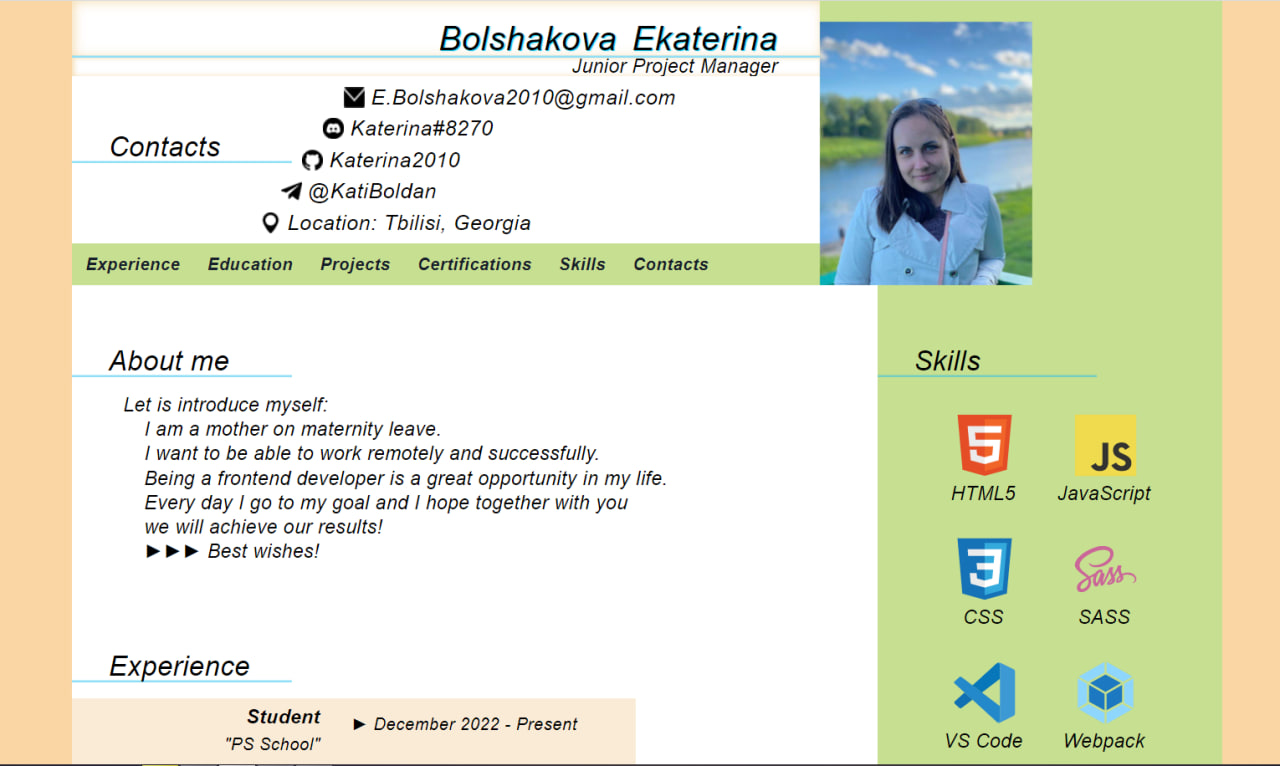 Bolshakova Ekaterina
Junior Project Manager
Contacts
E.Bolshakova2010@gmail.com
Katerina#8270
Katerina2010
@KatiBoldan
Location: Tbilisi, Georgia
Experience Education Projects Certifications Skills Contacts
About me
Let is introduce myself:
I am a mother on maternity leave.
I want to be able to work remotely and successfully.
Being a frontend developer is a great opportunity in my life.
Every day I go to my goal and I hope together with you
we will achieve our results!
►►► Best wishes!
Experience
Student
"PS School"
► December 2022 - Present
Skills
5
JS
HTML5 JavaScript
3
Sass
CSS SASS
VS Code Webpack